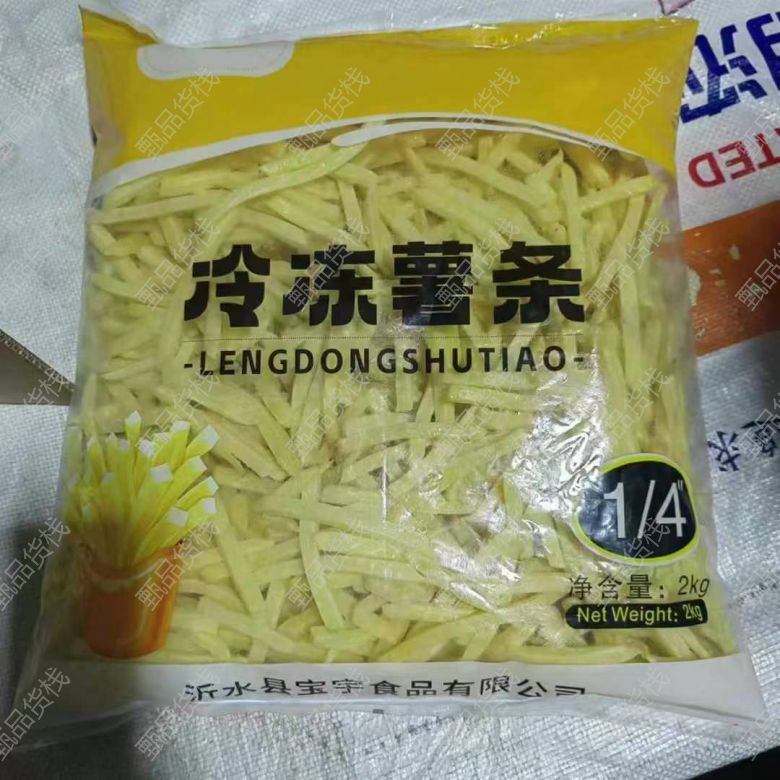 冷冻薯条
-LENGDONGSHUTIAO-
1/4"
净含量：2kg
Net Weight: 2kg
沂水县宝宇食品有限公司
TED
甄品货栈